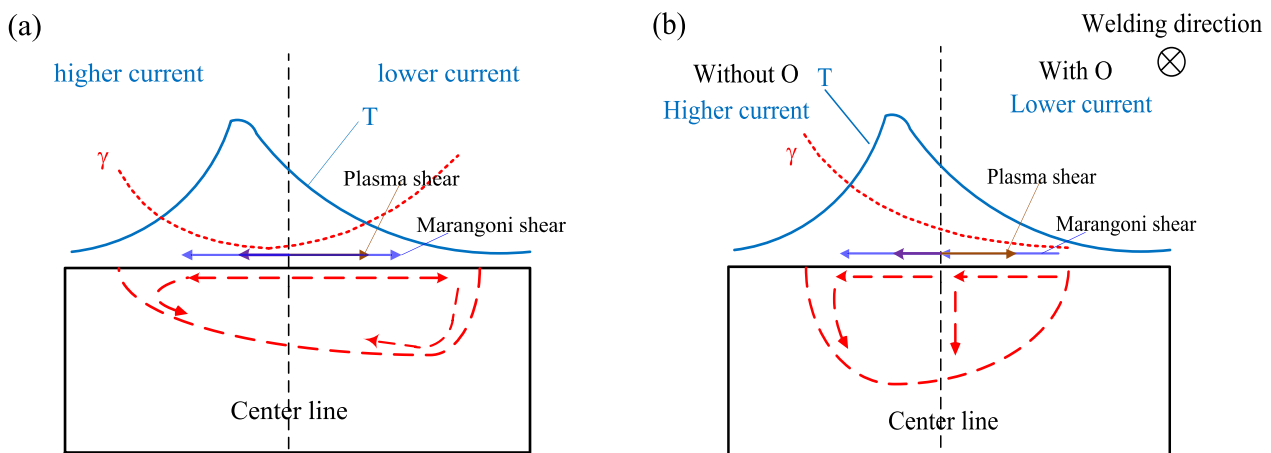 (a)
higher current
lower current
T
γ
Plasma shear
Marangoni shear
Center line
(b)
Welding direction
Without O
T
With O
Higher current
Lower current
γ
Plasma shear
Marangoni shear
Center line